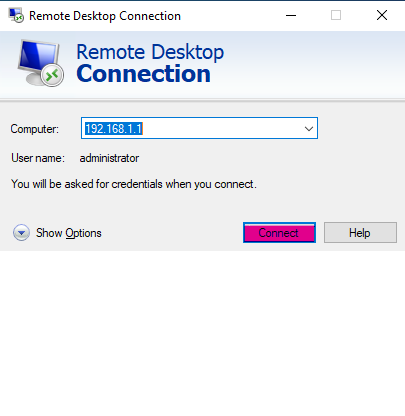 Remote Desktop Connection
Remote Desktop
Connection
Computer: 192.168.1.1
User name: administrator
You will be asked for credentials when you connect.
Show Options Connect Help